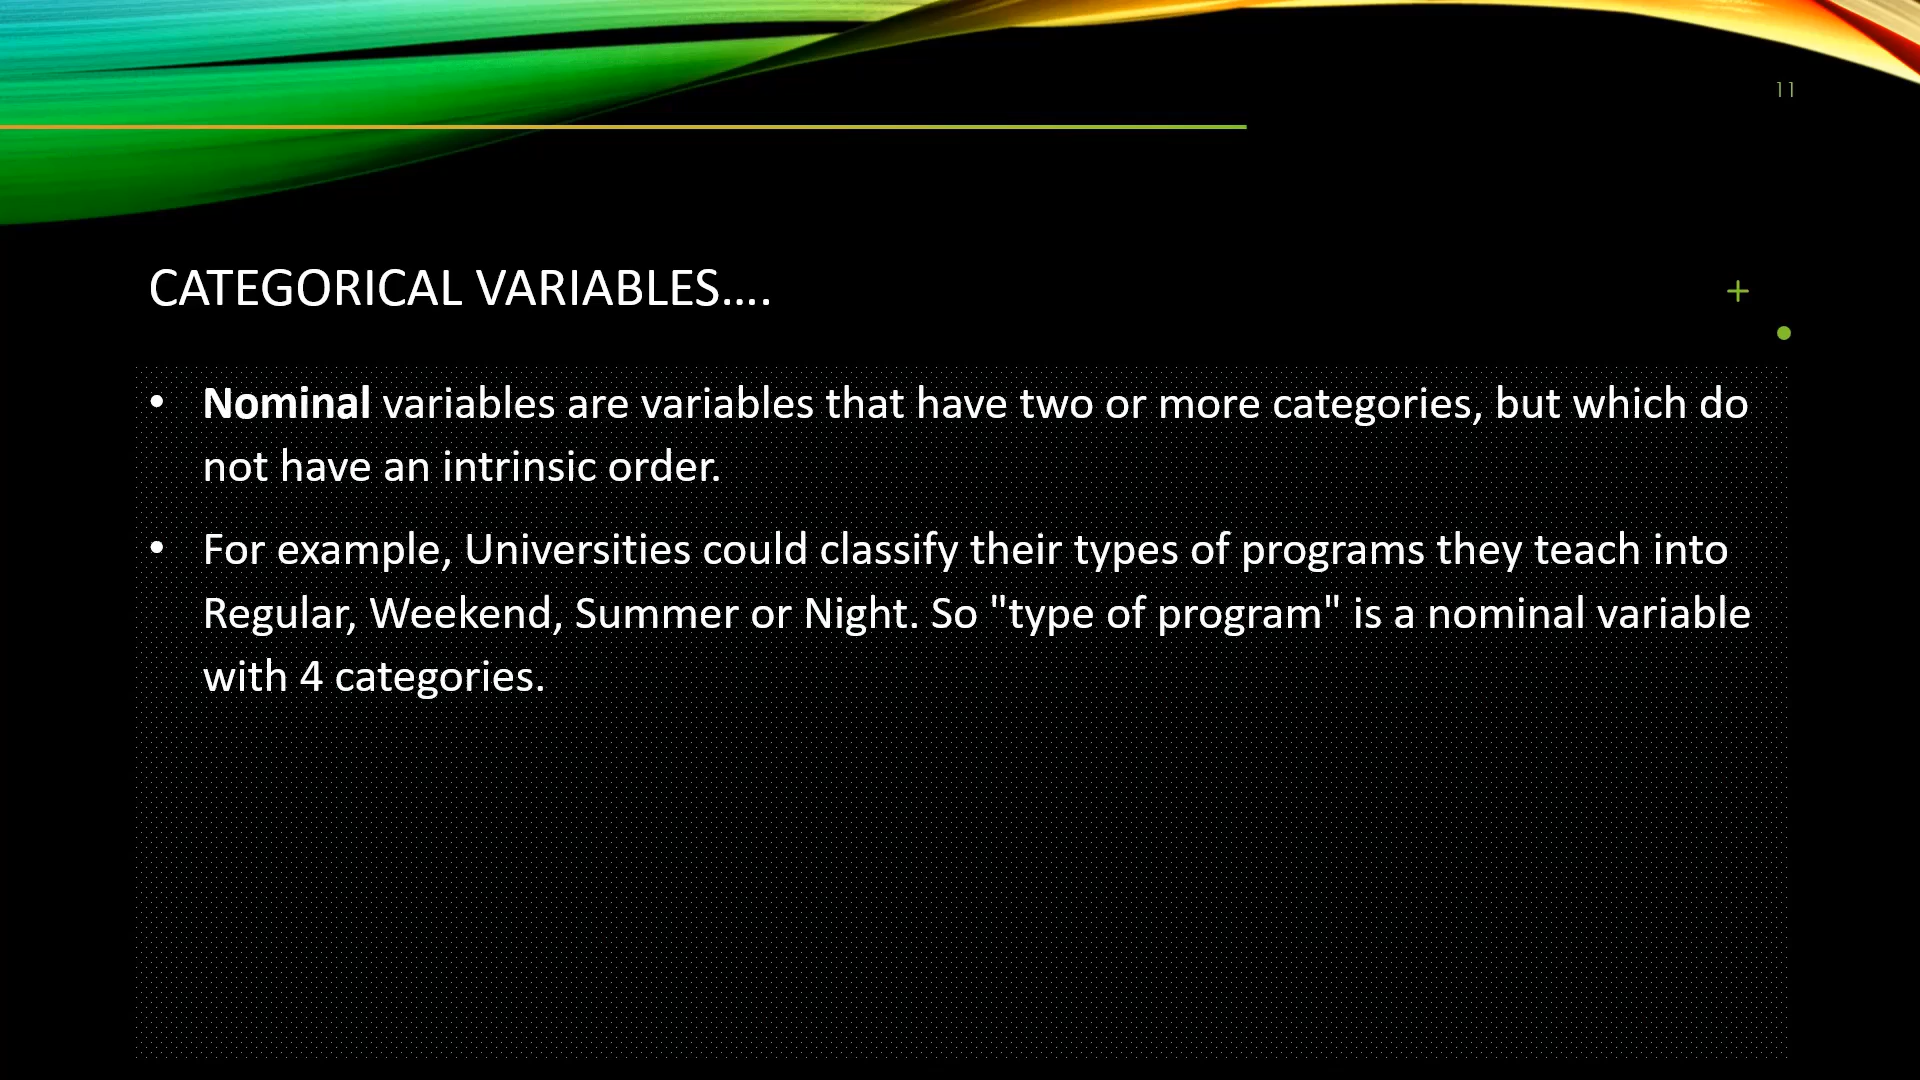 11
CATEGORICAL VARIABLES....
+
• Nominal variables are variables that have two or more categories, but which do
not have an intrinsic order.
• For example, Universities could classify their types of programs they teach into
Regular, Weekend, Summer or Night. So "type of program" is a nominal variable
with 4 categories.